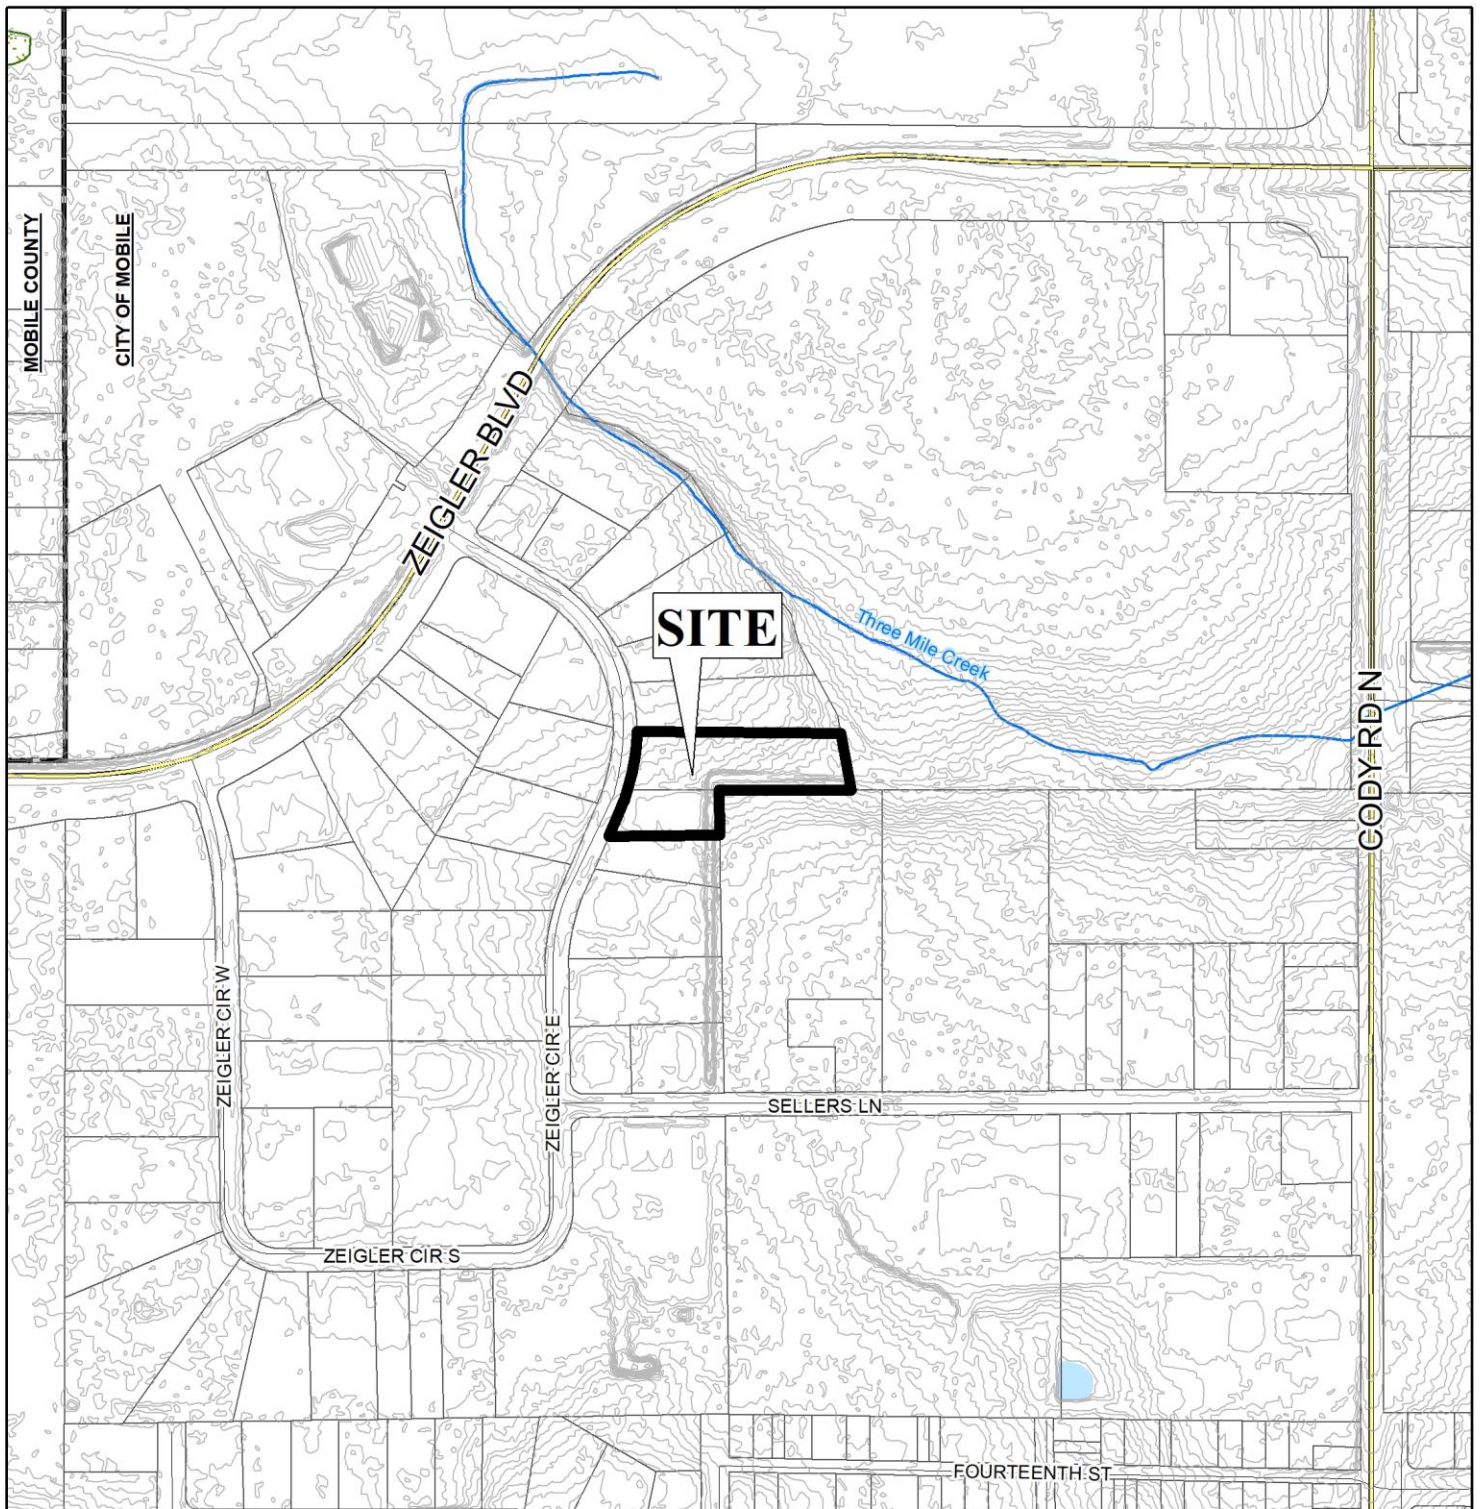 MOBILE COUNTY
CITY OF MOBILE
ZEIGLER BLVD
SITE
Three Mile Creek
CODY RD N
ZEIGLER CIR W
ZEIGLER CIR E
SELLERS LN
ZEIGLER CIR S
FOURTEENTH ST